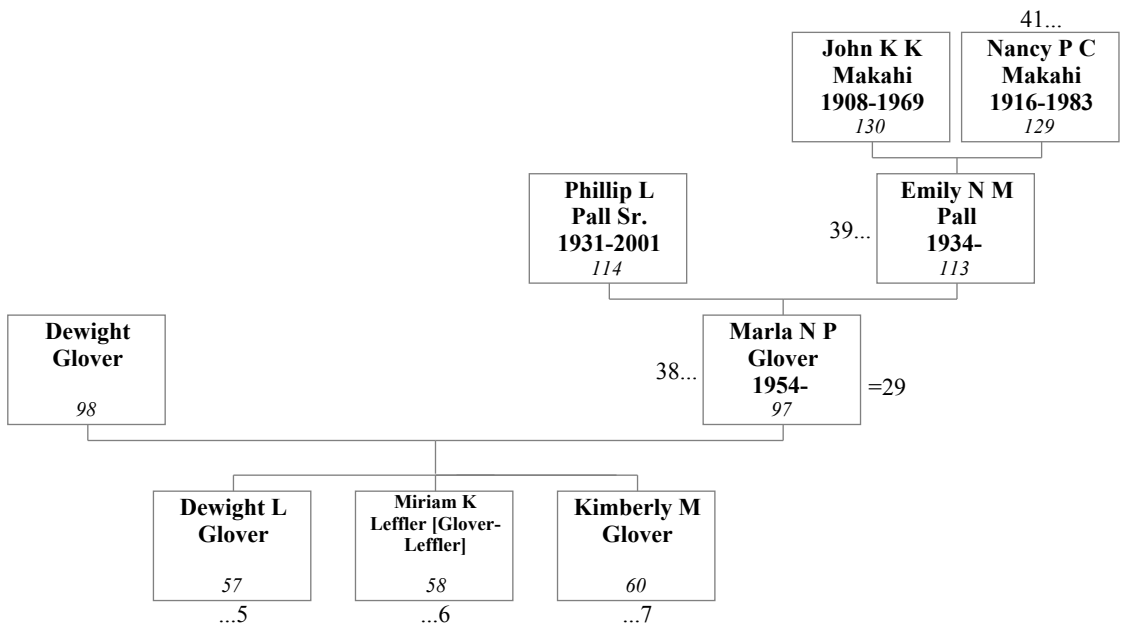 41...
John K K
Makahi
1908-1969
130
Nancy P C
Makahi
1916-1983
129
Phillip L
Pall Sr.
1931-2001
114
39...
Emily N M
Pall
1934-
113
Dewight
Glover
98
38...
Marla N P
Glover
1954-
97
=29
Dewight L
Glover
57
...5
Miriam K
Leffler [Glover-
Leffler]
58
...6
Kimberly M
Glover
60
...7